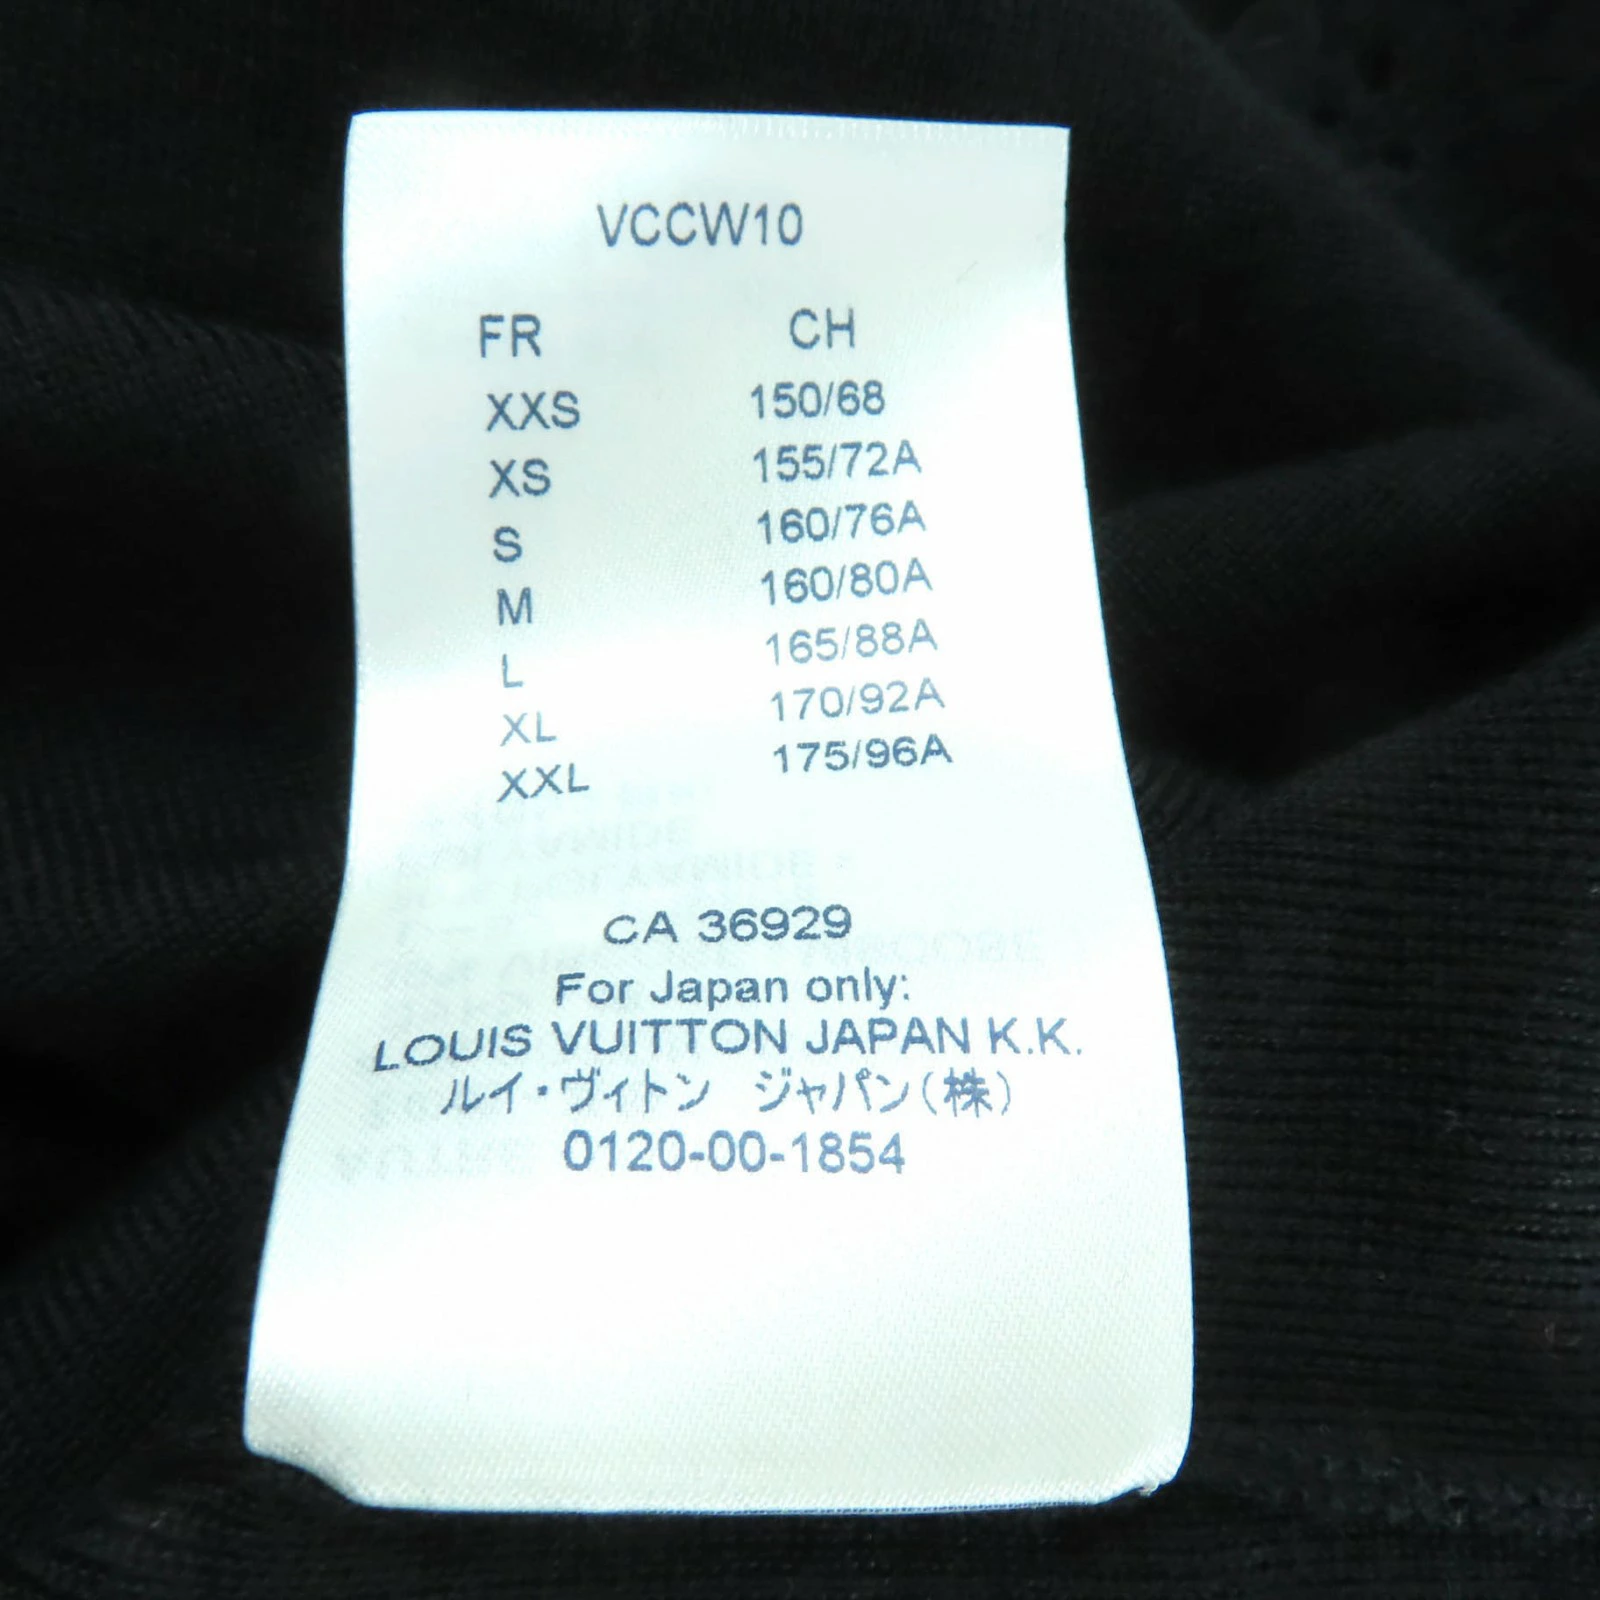 VCCW10
FR CH
XXS 150/68
XS 155/72A
S 160/76A
M 160/80A
L 165/88A
XL 170/92A
XXL 175/96A
CA 36929
For Japan only:
LOUIS VUITTON JAPAN K.K.
ルイ・ヴィトン ジャパン(株)
0120-00-1854